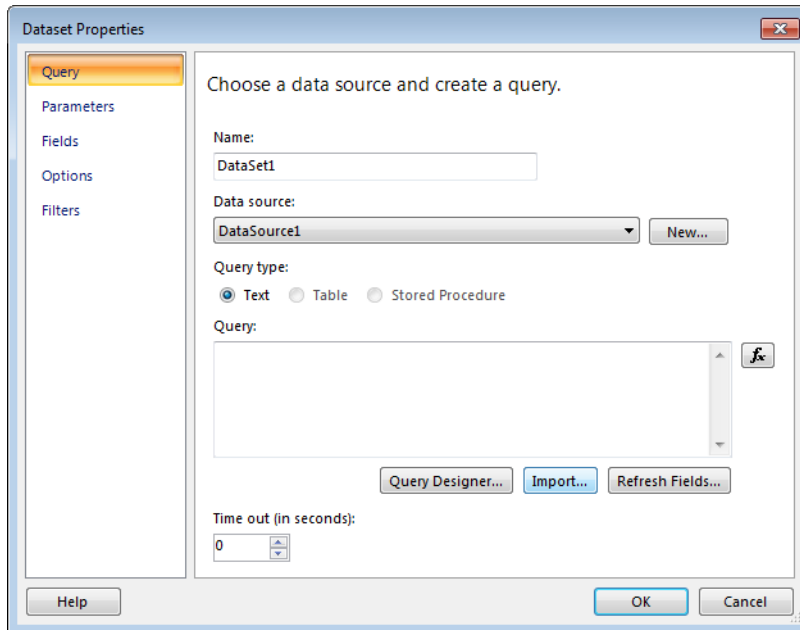 Dataset Properties
Query
Parameters
Fields
Options
Filters
Choose a data source and create a query.
Name:
DataSet1
Data source:
DataSource1
New...
Query type:
Text Table Stored Procedure
Query:
fx
Query Designer... Import... Refresh Fields...
Time out (in seconds):
0
Help OK Cancel